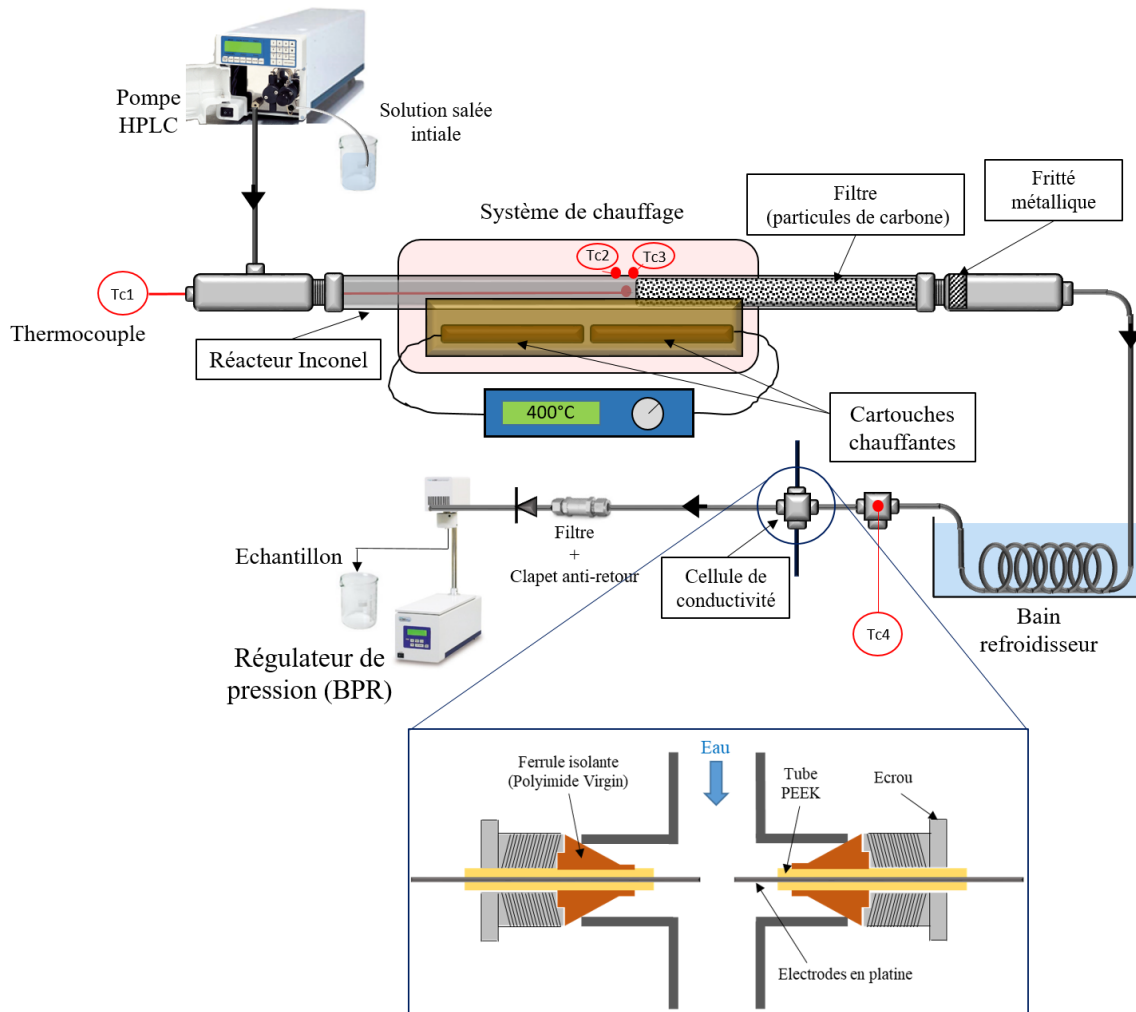 Pompe
HPLC
Solution salée
intiale
Système de chauffage
Filtre
(particules de carbone)
Fritté
métallique
Tc2
Tc3
Tc1
Thermocouple
Réacteur Inconel
400°C
Cartouches
chauffantes
Echantillon
Filtre
+
Clapet anti-retour
Cellule de
conductivité
Tc4
Bain
refroidisseur
Régulateur de
pression (BPR)
Eau
Ferrule isolante
(Polyimide Virgin)
Tube
PEEK
Ecrou
Electrodes en platine